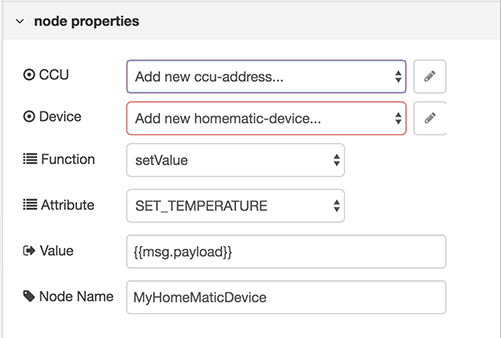 node properties
CCU Add new ccu-address...
Device Add new homematic-device...
Function setValue
Attribute SET_TEMPERATURE
Value {{msg.payload}}
Node Name MyHomeMaticDevice